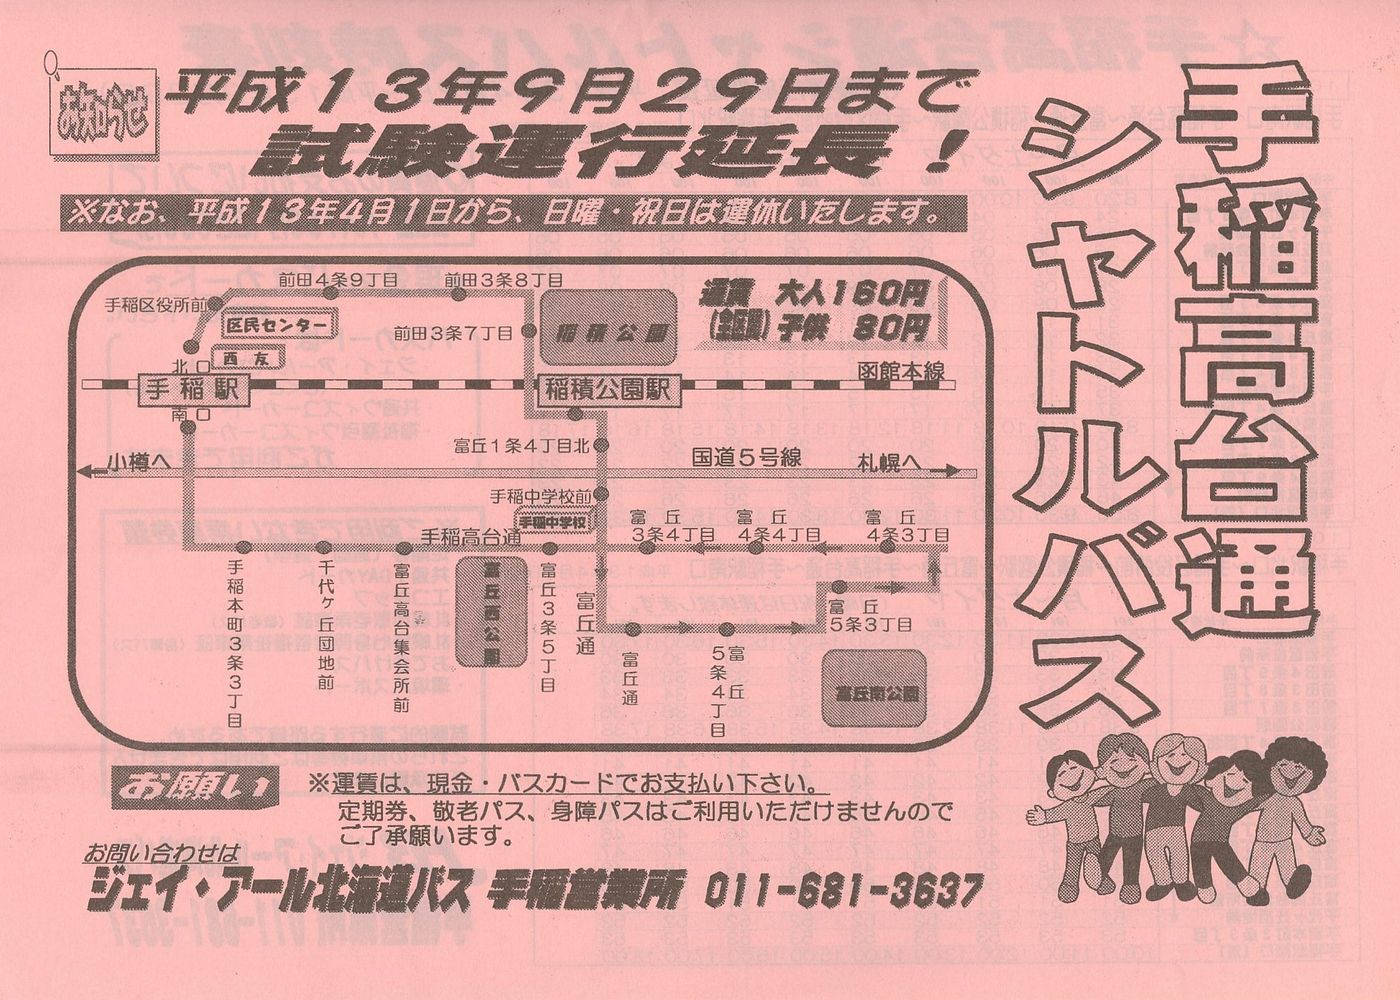 お知らせ
平成13年9月29日まで
試験運行延長！
※なお、平成13年4月1日から、日曜・祝日は運休いたします。
手稲高台通
シャトルバス
前田4条9丁目
前田3条8丁目
手稲区役所前
区民センター
前田3条7丁目
稲積公園
運賃 大人160円
(全区間) 子供 80円
西友
北口
手稲駅
南口
稲積公園駅
函館本線
富丘1条4丁目北
小樽へ
国道5号線
札幌へ
手稲中学校前
手稲中学校
手稲高台通
富丘3条4丁目
富丘4条4丁目
富丘4条3丁目
手稲本町3条3丁目
千代ヶ丘団地前
富丘高台集会所前
富丘西公園
富丘3条5丁目
富丘通
富丘通
富丘5条4丁目
富丘5条3丁目
富丘南公園
お願い
※運賃は、現金・バスカードでお支払い下さい。
定期券、敬老パス、身障パスはご利用いただけませんので
ご了承願います。
お問い合わせは
ジェイ・アール北海道バス 手稲営業所 011-681-3637